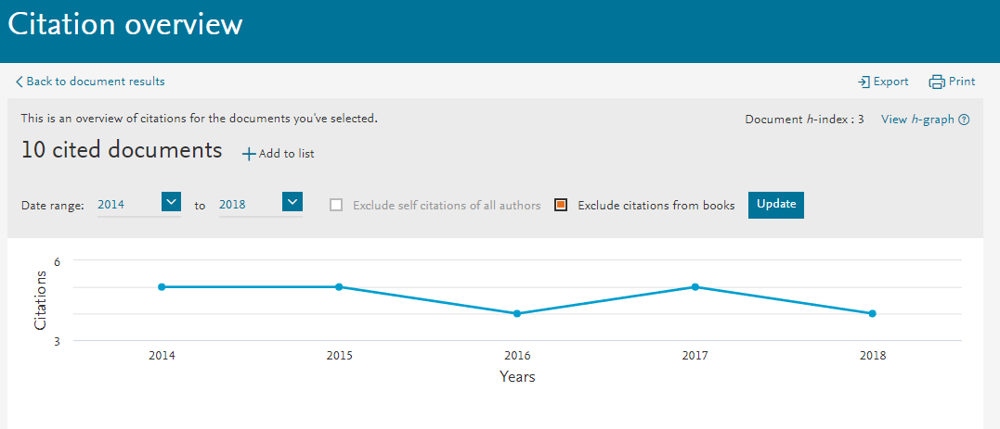 Citation overview
Back to document results
Export Print
This is an overview of citations for the documents you've selected.
Document h-index : 3 View h-graph ?
10 cited documents Add to list
Date range: 2014 to 2018 Exclude self citations of all authors Exclude citations from books Update
6
Citations
3
2014 2015 2016 2017 2018
Years